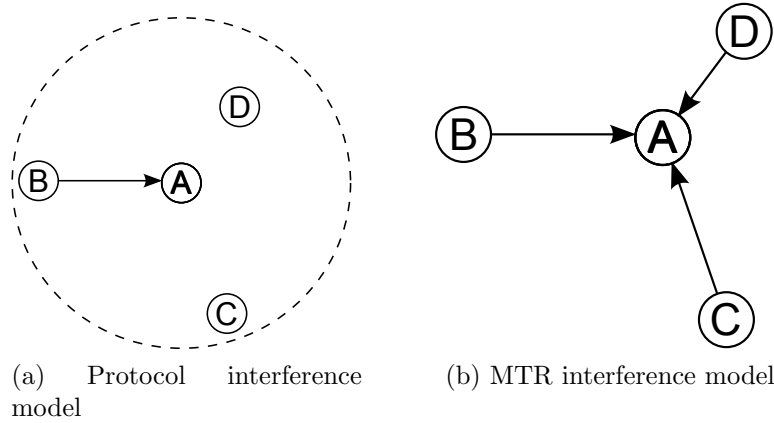 D
B
A
C
(a) Protocol interference
model
D
B
A
C
(b) MTR interference model